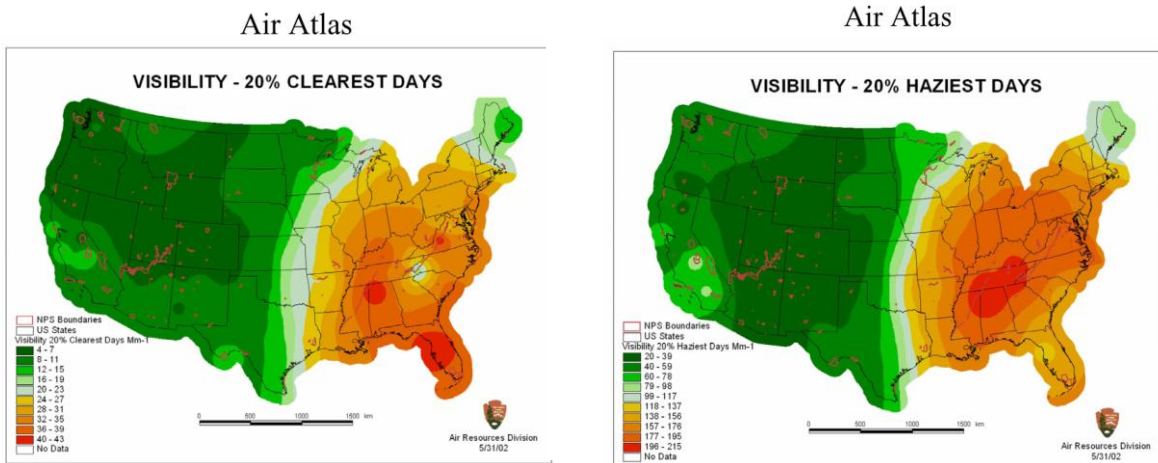 Air Atlas
VISIBILITY - 20% CLEAREST DAYS
NPS Boundaries
US States
Visibility 20% Clearest Days Mm-1
4 - 7
8 - 11
12 - 15
16 - 19
20 - 23
24 - 27
28 - 31
32 - 35
36 - 39
40 - 43
No Data
0 500 1000 1500 km
Air Resources Division
5/31/02
Air Atlas
VISIBILITY - 20% HAZIEST DAYS
NPS Boundaries
US States
Visibility 20% Haziest Days Mm-1
20 - 39
40 - 59
60 - 78
79 - 98
99 - 117
118 - 137
138 - 156
157 - 176
177 - 195
196 - 215
No Data
0 500 1000 1500 km
Air Resources Division
5/31/02